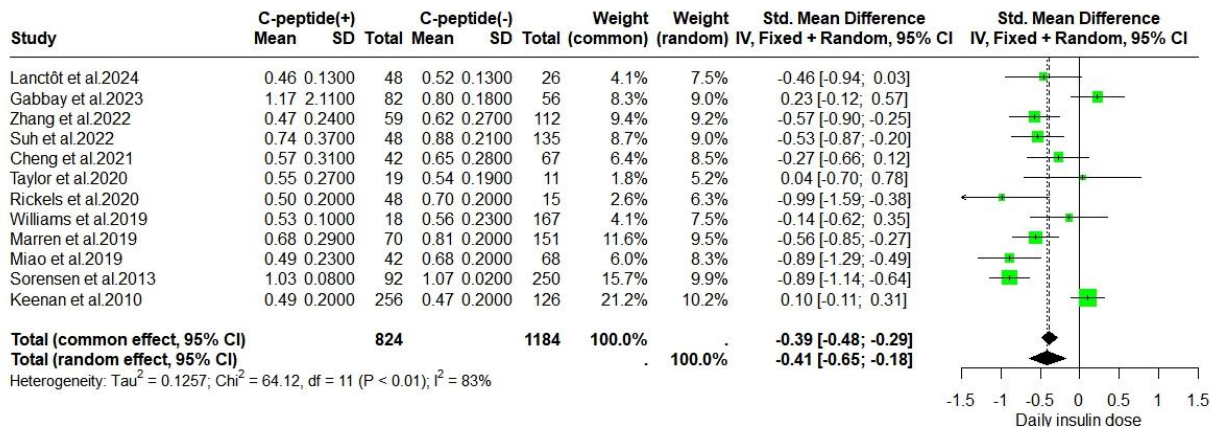 C-peptide(+) C-peptide(-) Weight Weight Std. Mean Difference Std. Mean Difference
Study Mean SD Total Mean SD Total (common) (random) IV, Fixed + Random, 95% CI IV, Fixed + Random, 95% CI
Lanctôt et al.2024 0.46 0.1300 48 0.52 0.1300 26 4.1% 7.5% -0.46 [-0.94; 0.03]
Gabbay et al.2023 1.17 2.1100 82 0.80 0.1800 56 8.3% 9.0% 0.23 [-0.12; 0.57]
Zhang et al.2022 0.47 0.2400 59 0.62 0.2700 112 9.4% 9.2% -0.57 [-0.90; -0.25]
Suh et al.2022 0.74 0.3700 48 0.88 0.2100 135 8.7% 9.0% -0.53 [-0.87; -0.20]
Cheng et al.2021 0.57 0.3100 42 0.65 0.2800 67 6.4% 8.5% -0.27 [-0.66; 0.12]
Taylor et al.2020 0.55 0.2700 19 0.54 0.1900 11 1.8% 5.2% 0.04 [-0.70; 0.78]
Rickels et al.2020 0.50 0.2000 48 0.70 0.2000 15 2.6% 6.3% -0.99 [-1.59; -0.38]
Williams et al.2019 0.53 0.1000 18 0.56 0.2300 167 4.1% 7.5% -0.14 [-0.62; 0.35]
Marren et al.2019 0.68 0.2900 70 0.81 0.2000 151 11.6% 9.5% -0.56 [-0.85; -0.27]
Miao et al.2019 0.49 0.2300 42 0.68 0.2000 68 6.0% 8.3% -0.89 [-1.29; -0.49]
Sorensen et al.2013 1.03 0.0800 92 1.07 0.0200 250 15.7% 9.9% -0.89 [-1.14; -0.64]
Keenan et al.2010 0.49 0.2000 256 0.47 0.2000 126 21.2% 10.2% 0.10 [-0.11; 0.31]
Total (common effect, 95% CI) 824 1184 100.0% . -0.39 [-0.48; -0.29]
Total (random effect, 95% CI) . 100.0% -0.41 [-0.65; -0.18]
Heterogeneity: Tau² = 0.1257; Chi² = 64.12, df = 11 (P < 0.01); I² = 83%
-1.5 -1 -0.5 0 0.5 1 1.5
Daily insulin dose